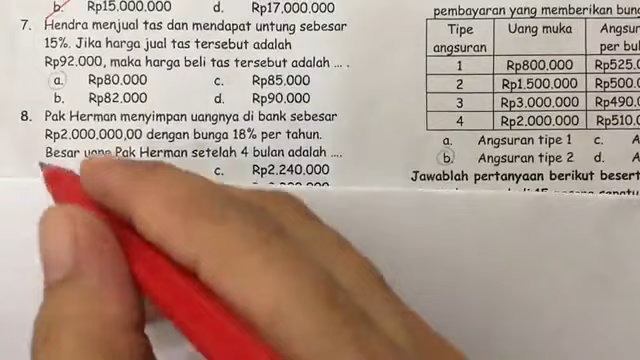 b. Rp15.000.000 d. Rp17.000.000
7. Hendra menjual tas dan mendapat untung sebesar
15%. Jika harga jual tas tersebut adalah
Rp92.000, maka harga beli tas tersebut adalah ... .
a. Rp80.000 c. Rp85.000
b. Rp82.000 d. Rp90.000
8. Pak Herman menyimpan uangnya di bank sebesar
Rp2.000.000,00 dengan bunga 18% per tahun.
Besar uang Pak Herman setelah 4 bulan adalah ....
c. Rp2.240.000
pembayaran yang memberikan
Tipe angsuran Uang muka
per
1 Rp800.000
2 Rp1.500.000
3 Rp3.000.000
4 Rp2.000.000
a. Angsuran tipe 1 c.
b. Angsuran tipe 2 d.
Jawablah pertanyaan berikut